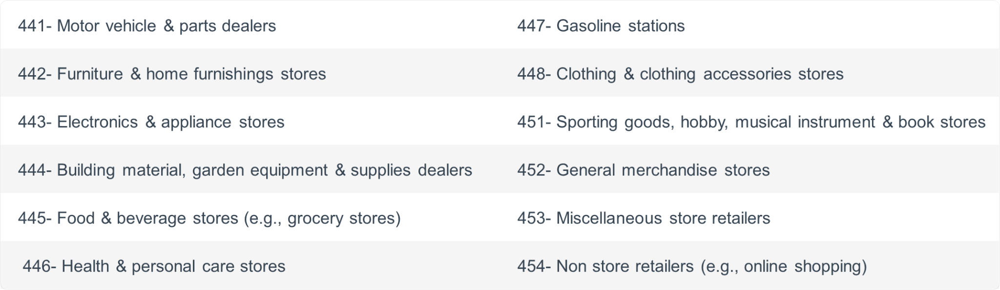 441- Motor vehicle & parts dealers
447- Gasoline stations
442- Furniture & home furnishings stores
448- Clothing & clothing accessories stores
443- Electronics & appliance stores
451- Sporting goods, hobby, musical instrument & book stores
444- Building material, garden equipment & supplies dealers
452- General merchandise stores
445- Food & beverage stores (e.g., grocery stores)
453- Miscellaneous store retailers
446- Health & personal care stores
454- Non store retailers (e.g., online shopping)